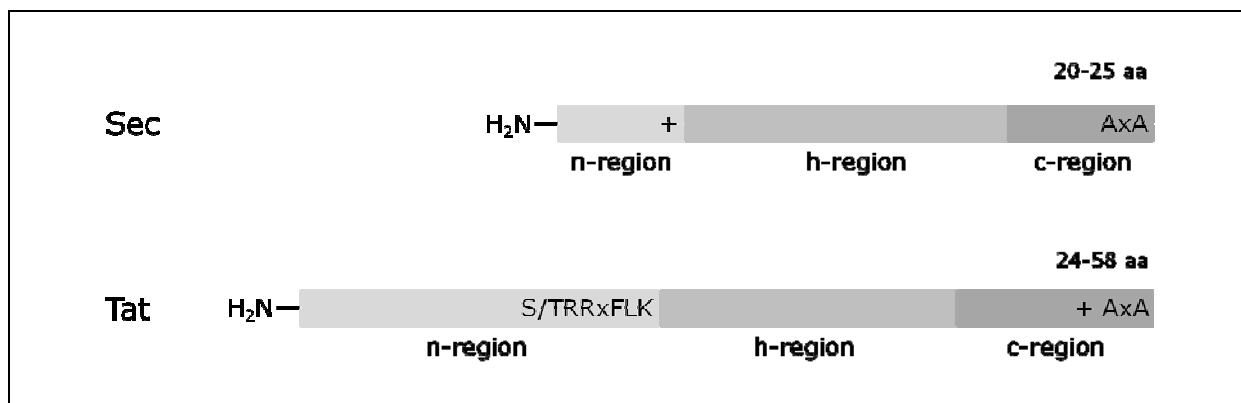 20-25 aa
Sec H₂N + AxA
n-region h-region c-region
24-58 aa
Tat H₂N S/TRRxFLK + AxA
n-region h-region c-region